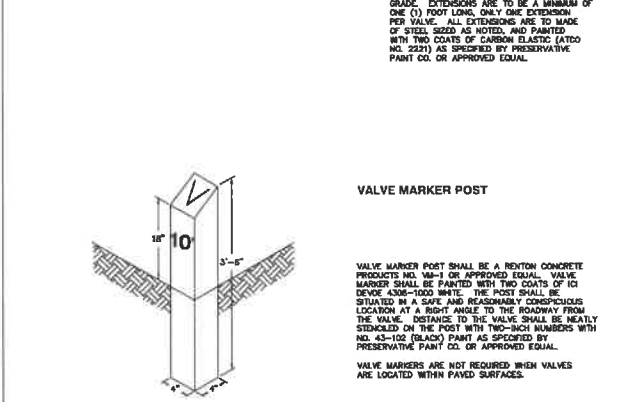 GRADE. EXTENSIONS ARE TO BE A MINIMUM OF
ONE (1) FOOT LONG, ONLY ONE EXTENSION
PER VALVE. ALL EXTENSIONS ARE TO MADE
OF STEEL SIZED AS NOTED, AND PAINTED
WITH TWO COATS OF CARBON ELASTIC (ATCO
NO. 2221) AS SPECIFIED BY PRESERVATIVE
PAINT CO. OR APPROVED EQUAL.
V
18"
10'
3'-6"
4"
4"
VALVE MARKER POST
VALVE MARKER POST SHALL BE A RENTON CONCRETE
PRODUCTS NO. VM-1 OR APPROVED EQUAL. VALVE
MARKER SHALL BE PAINTED WITH TWO COATS OF ICI
DEVOE 4308-1000 WHITE. THE POST SHALL BE
SITUATED IN A SAFE AND REASONABLY CONSPICUOUS
LOCATION AT A RIGHT ANGLE TO THE ROADWAY FROM
THE VALVE. DISTANCE TO THE VALVE SHALL BE NEATLY
STENCILED ON THE POST WITH TWO-INCH NUMBERS WITH
NO. 43-102 (BLACK) PAINT AS SPECIFIED BY
PRESERVATIVE PAINT CO. OR APPROVED EQUAL.
VALVE MARKERS ARE NOT REQUIRED WHEN VALVES
ARE LOCATED WITHIN PAVED SURFACES.